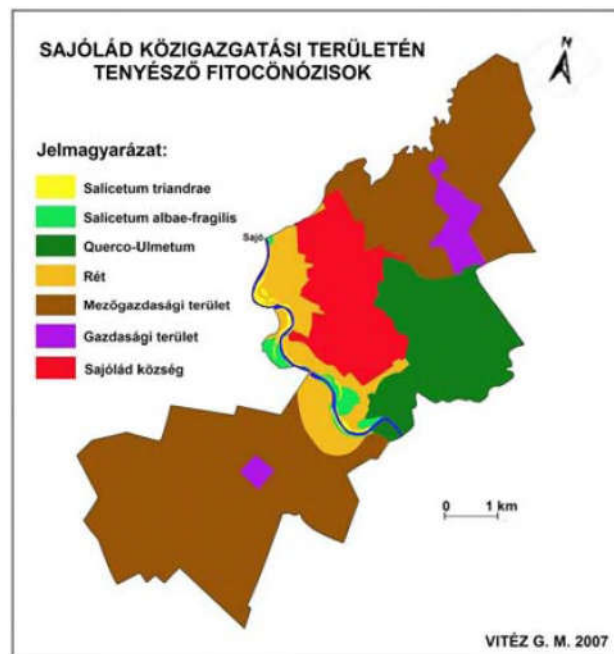 SAJÓLÁD KÖZIGAZGATÁSI TERÜLETÉN
TENYÉSZŐ FITOCÖNÓZISOK
N
Jelmagyarázat:
Salicetum triandrae
Salicetum albae-fragilis
Querco-Ulmetum
Rét
Mezőgazdasági terület
Gazdasági terület
Sajólád község
Sajó
0 1 km
VITÉZ G. M. 2007